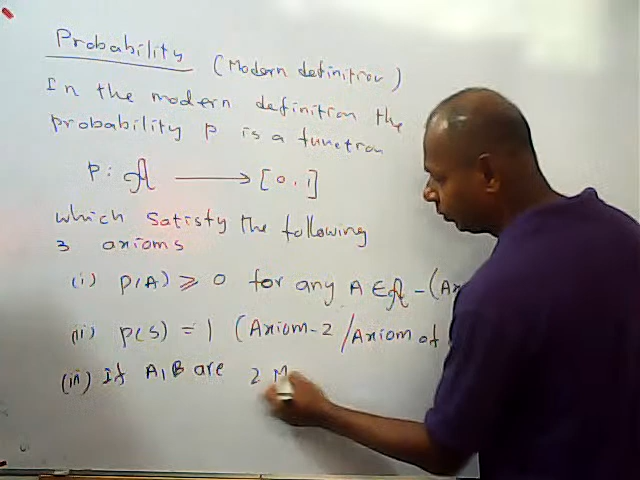 Probability (Modern definition)
In the modern definition the
probability p is a function
p : A → [0, 1]
which satisfy the following
3 axioms
(i) p(A) ≥ 0 for any A ∈ A - (Ax
(ii) p(S) = 1 (Axiom-2 / Axiom of
(iii) If A, B are 2 M